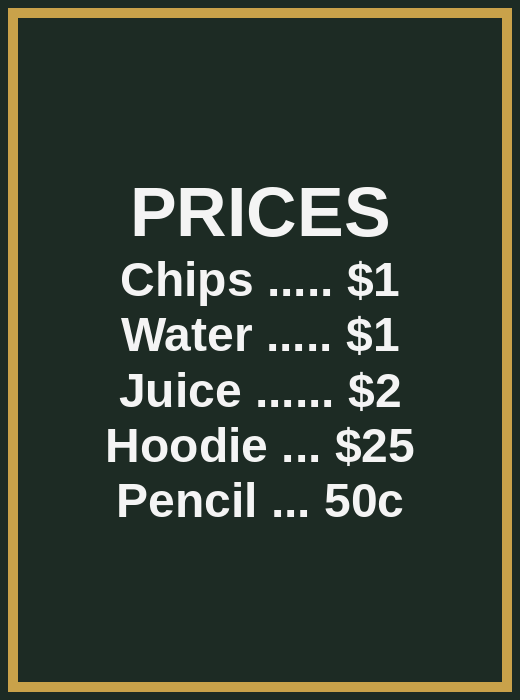 PRICES
Chips ..... $1
Water ..... $1
Juice ...... $2
Hoodie ... $25
Pencil ... 50c